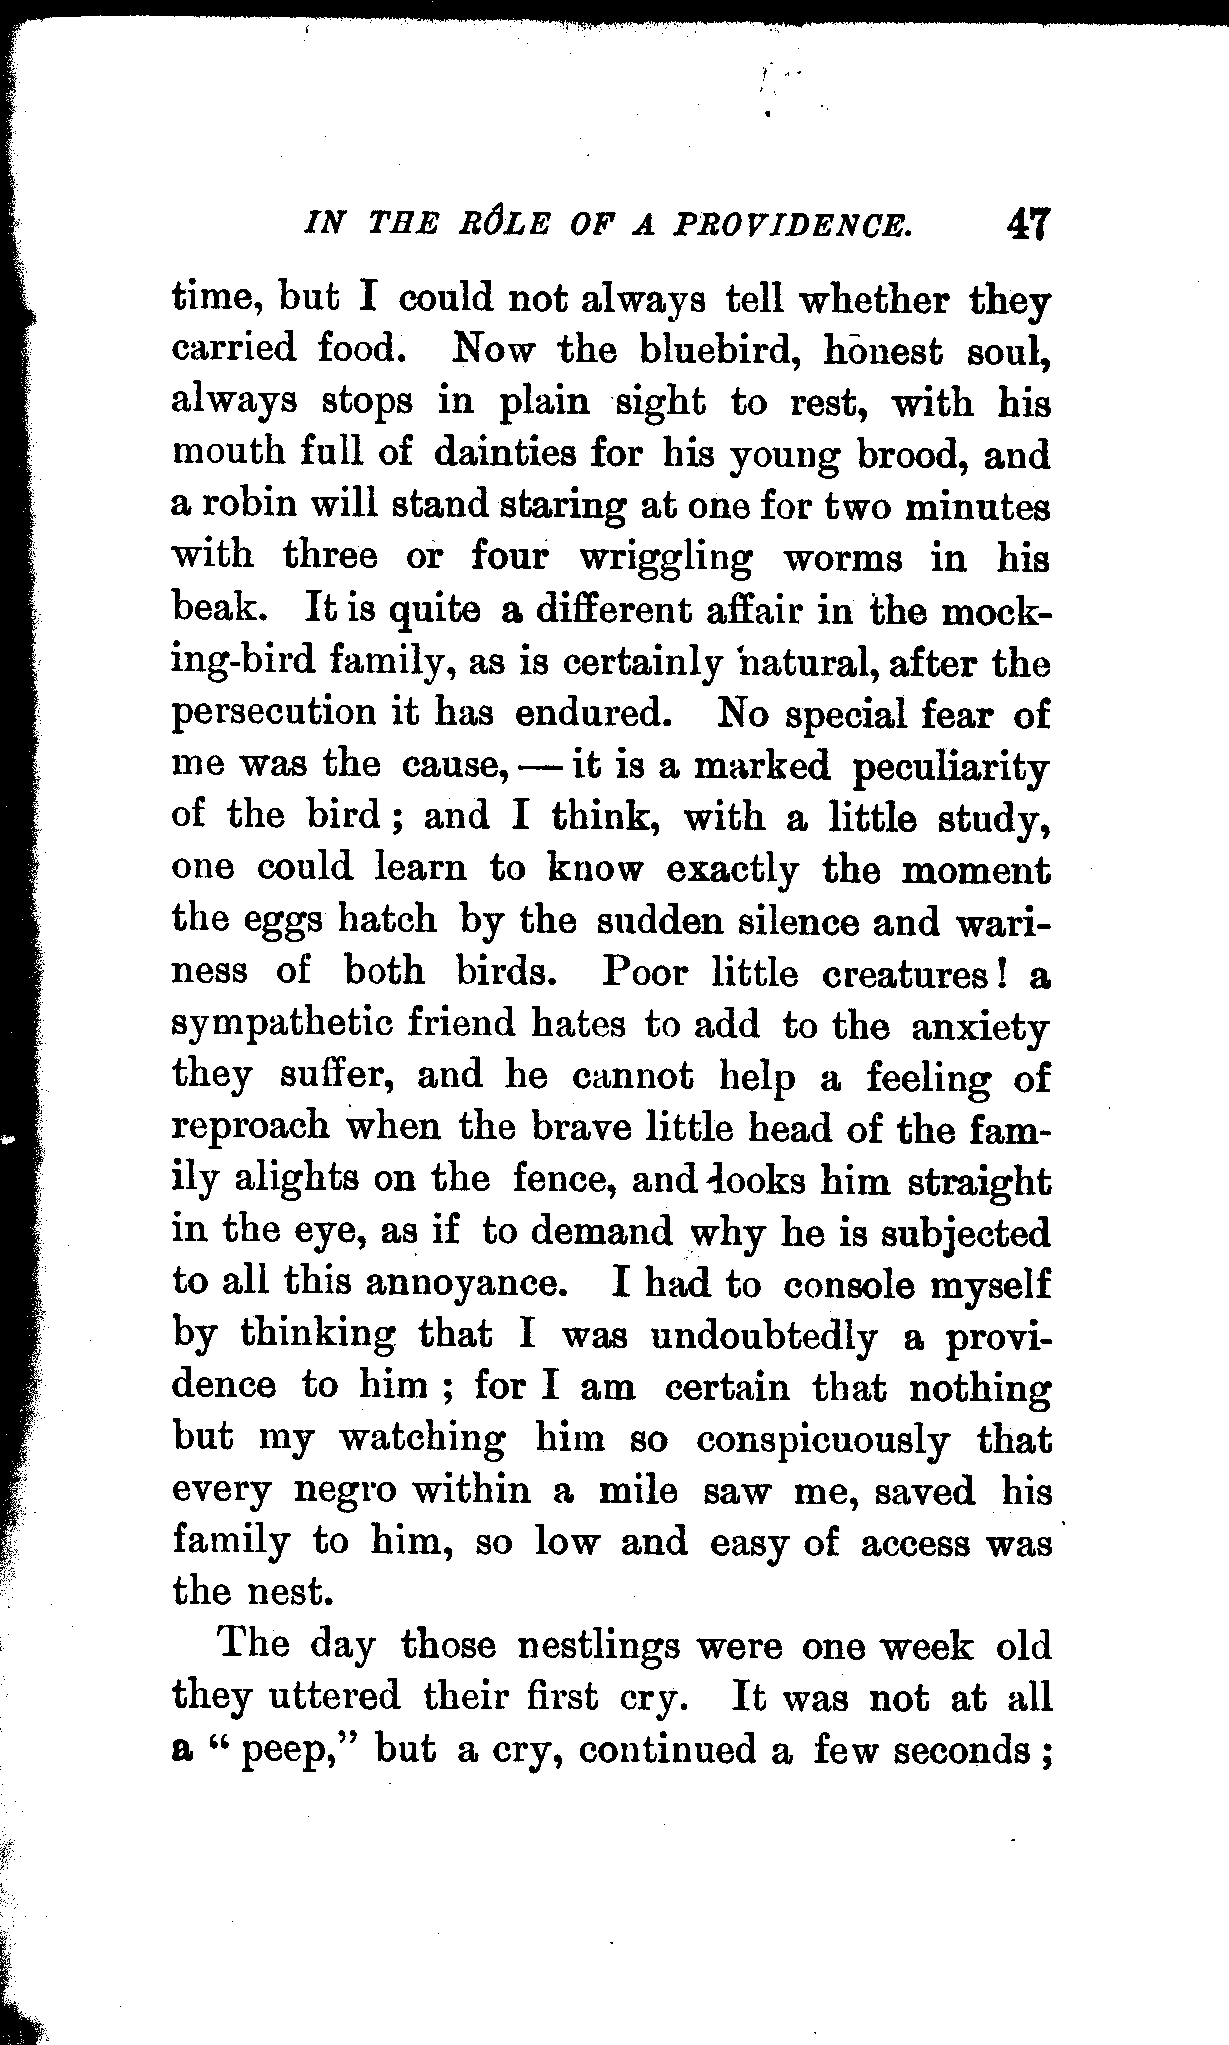 IN THE RÔLE OF A PROVIDENCE. 47
time, but I could not always tell whether they
carried food. Now the bluebird, honest soul,
always stops in plain sight to rest, with his
mouth full of dainties for his young brood, and
a robin will stand staring at one for two minutes
with three or four wriggling worms in his
beak. It is quite a different affair in the mock-
ing-bird family, as is certainly natural, after the
persecution it has endured. No special fear of
me was the cause, — it is a marked peculiarity
of the bird ; and I think, with a little study,
one could learn to know exactly the moment
the eggs hatch by the sudden silence and wari-
ness of both birds. Poor little creatures! a
sympathetic friend hates to add to the anxiety
they suffer, and he cannot help a feeling of
reproach when the brave little head of the fam-
ily alights on the fence, and looks him straight
in the eye, as if to demand why he is subjected
to all this annoyance. I had to console myself
by thinking that I was undoubtedly a provi-
dence to him ; for I am certain that nothing
but my watching him so conspicuously that
every negro within a mile saw me, saved his
family to him, so low and easy of access was
the nest.
The day those nestlings were one week old
they uttered their first cry. It was not at all
a “ peep,” but a cry, continued a few seconds ;